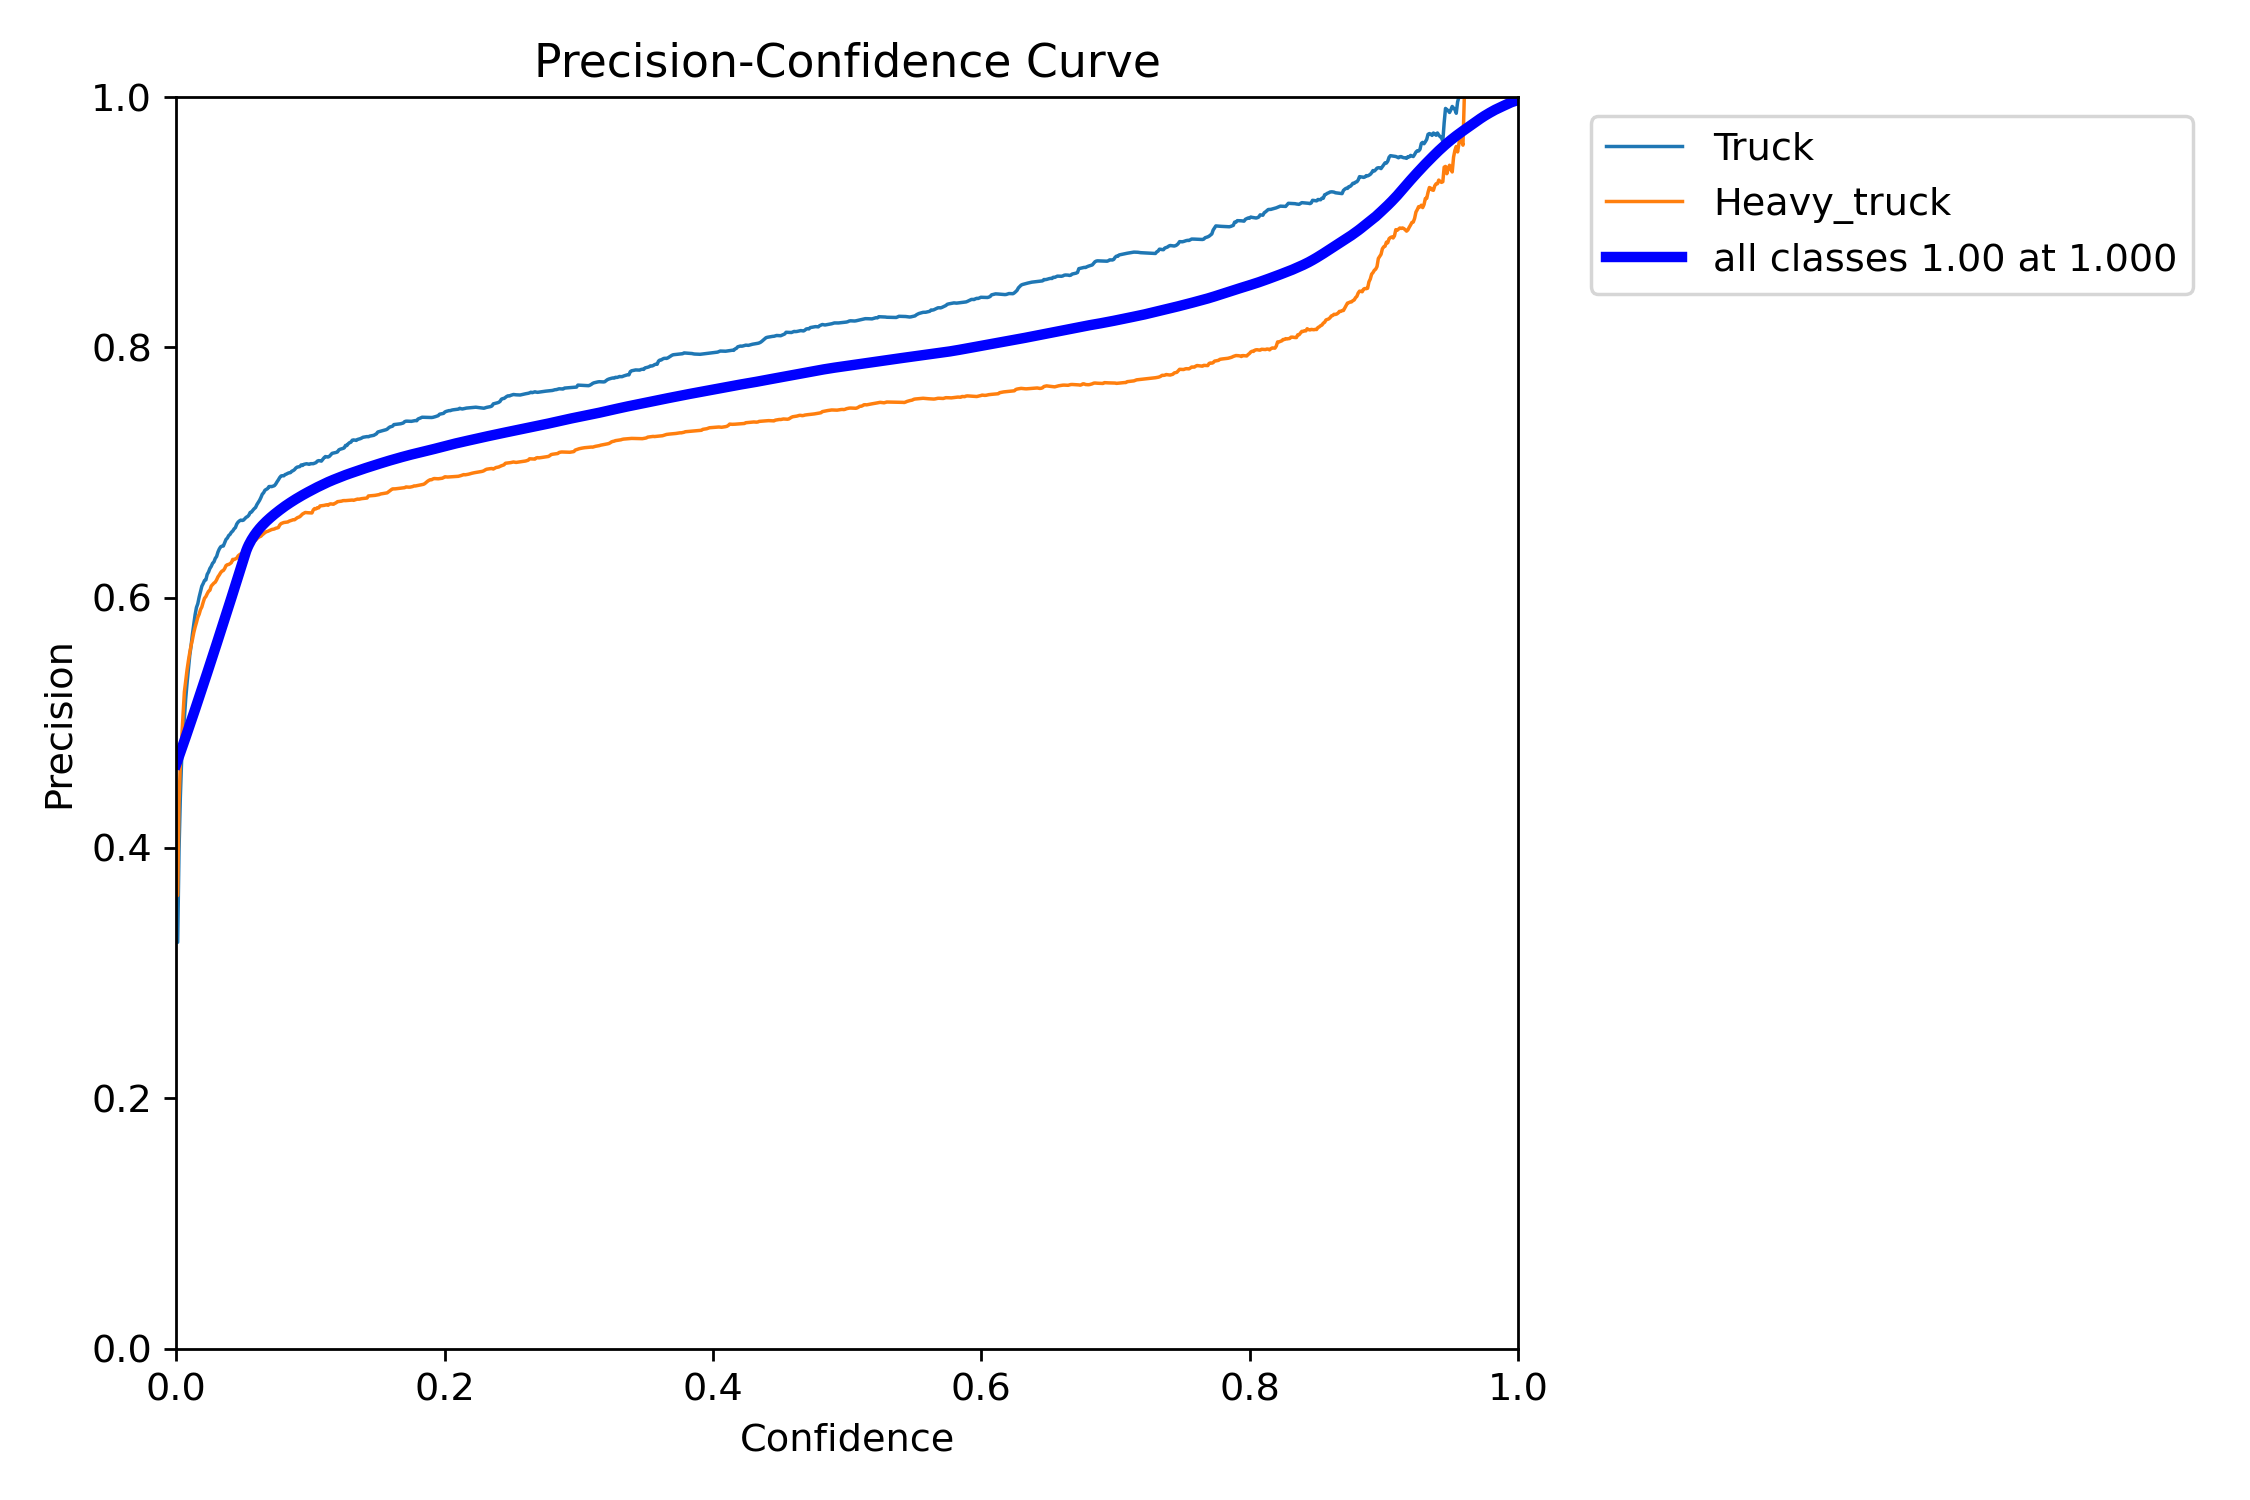 Precision-Confidence Curve
1.0
0.8
0.6
0.4
0.2
0.0
Precision
0.0 0.2 0.4 0.6 0.8 1.0
Confidence
Truck
Heavy_truck
all classes 1.00 at 1.000